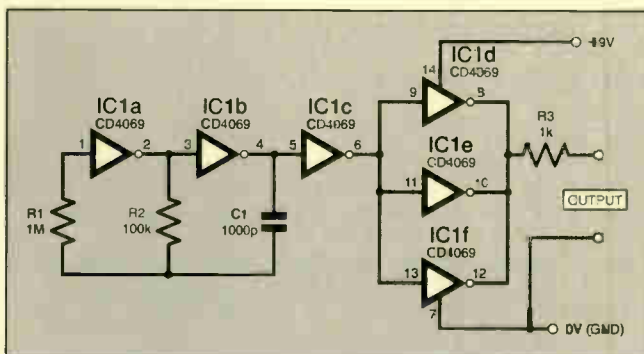 IC1a
CD4069
1
2
R1
1M
R2
100k
IC1b
CD4069
3
4
C1
1000p
IC1c
CD4069
5
6
IC1d
CD4069
14
9
8
+9V
IC1e
CD4069
11
10
IC1f
CD4069
13
12
7
R3
1k
OUTPUT
0V (GND)